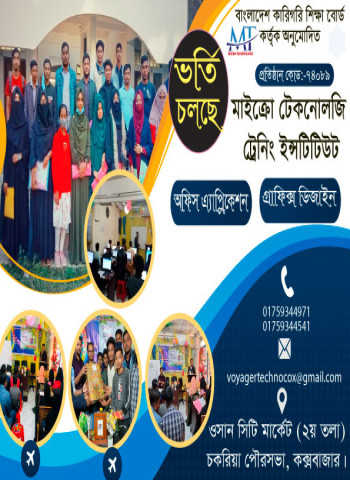 বাংলাদেশ কারিগরি শিক্ষা বোর্ড
কর্তৃক অনুমোদিত
MT
প্রতিষ্ঠান কোড:-৭৪০৮৯
ভর্তি
চলছে
মাইক্রো টেকনোলজি
ট্রেনিং ইন্সটিটিউট
অফিস এ্যাপ্লিকেশন
গ্রাফিক্স ডিজাইন
01759344971
01759344541
voyagertechnocox@gmail.com
ওসান সিটি মার্কেট (২য় তলা)
চকরিয়া পৌরসভা, কক্সবাজার।